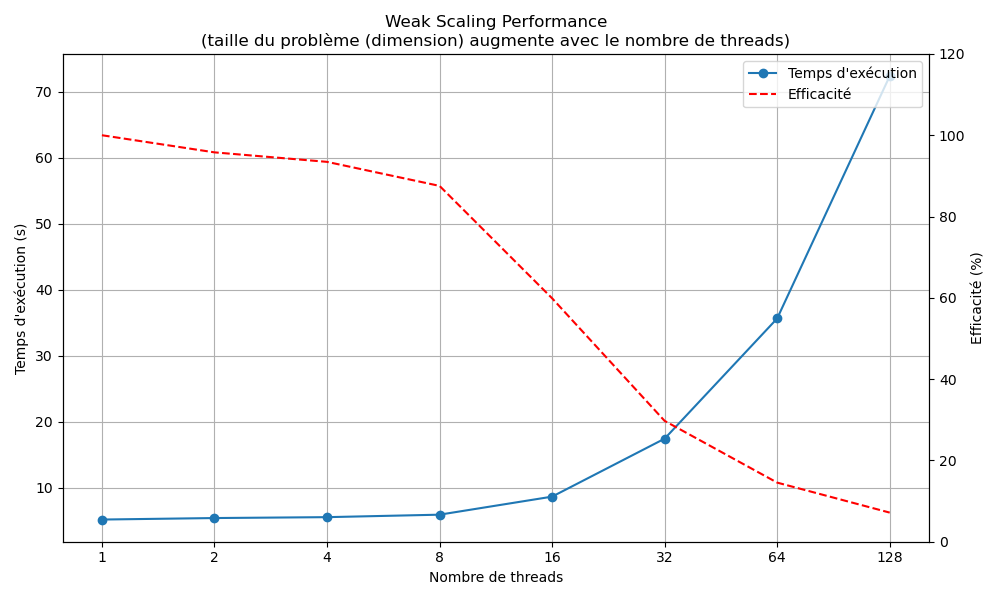 Weak Scaling Performance
(taille du problème (dimension) augmente avec le nombre de threads)
Temps d'exécution
Efficacité
Temps d'exécution (s)
70
60
50
40
30
20
10
120
100
80
60
40
20
0
Efficacité (%)
1 2 4 8 16 32 64 128
Nombre de threads